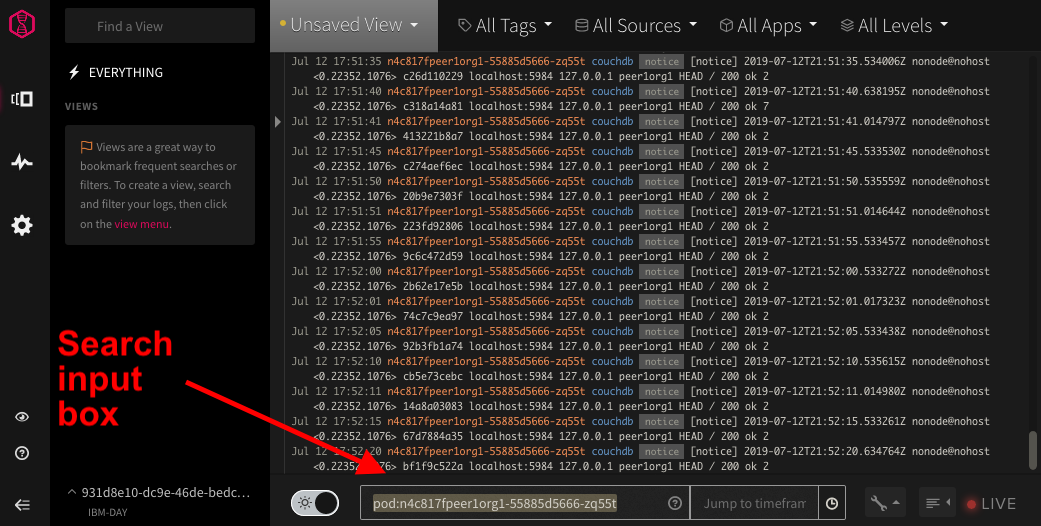 Find a View
EVERYTHING
VIEWS
Views are a great way to
bookmark frequent searches or
filters. To create a view, search
and filter your logs, then click
on the view menu.
Search
input
box
931d8e10-dc9e-46de-bedc...
IBM-DAY
Unsaved View All Tags All Sources All Apps All Levels
Jul 12 17:51:35 n4c817fpeer1org1-55885d5666-zq55t couchdb notice [notice] 2019-07-12T21:51:35.534006Z nonode@nohost
<0.22352.1076> c26d110229 localhost:5984 127.0.0.1 peer1org1 HEAD / 200 ok 2
Jul 12 17:51:40 n4c817fpeer1org1-55885d5666-zq55t couchdb notice [notice] 2019-07-12T21:51:40.638195Z nonode@nohost
<0.22352.1076> c318a14a81 localhost:5984 127.0.0.1 peer1org1 HEAD / 200 ok 7
Jul 12 17:51:41 n4c817fpeer1org1-55885d5666-zq55t couchdb notice [notice] 2019-07-12T21:51:41.014797Z nonode@nohost
<0.22352.1076> 413221b8a7 localhost:5984 127.0.0.1 peer1org1 HEAD / 200 ok 2
Jul 12 17:51:45 n4c817fpeer1org1-55885d5666-zq55t couchdb notice [notice] 2019-07-12T21:51:45.533530Z nonode@nohost
<0.22352.1076> c274aef6ec localhost:5984 127.0.0.1 peer1org1 HEAD / 200 ok 2
Jul 12 17:51:50 n4c817fpeer1org1-55885d5666-zq55t couchdb notice [notice] 2019-07-12T21:51:50.535559Z nonode@nohost
<0.22352.1076> 20b9e7303f localhost:5984 127.0.0.1 peer1org1 HEAD / 200 ok 2
Jul 12 17:51:51 n4c817fpeer1org1-55885d5666-zq55t couchdb notice [notice] 2019-07-12T21:51:51.014644Z nonode@nohost
<0.22352.1076> 223fd92806 localhost:5984 127.0.0.1 peer1org1 HEAD / 200 ok 2
Jul 12 17:51:55 n4c817fpeer1org1-55885d5666-zq55t couchdb notice [notice] 2019-07-12T21:51:55.533457Z nonode@nohost
<0.22352.1076> 9c6c472d59 localhost:5984 127.0.0.1 peer1org1 HEAD / 200 ok 2
Jul 12 17:52:00 n4c817fpeer1org1-55885d5666-zq55t couchdb notice [notice] 2019-07-12T21:52:00.533272Z nonode@nohost
<0.22352.1076> 2b62e17e5b localhost:5984 127.0.0.1 peer1org1 HEAD / 200 ok 2
Jul 12 17:52:01 n4c817fpeer1org1-55885d5666-zq55t couchdb notice [notice] 2019-07-12T21:52:01.017323Z nonode@nohost
<0.22352.1076> 74c7c9ea97 localhost:5984 127.0.0.1 peer1org1 HEAD / 200 ok 2
Jul 12 17:52:05 n4c817fpeer1org1-55885d5666-zq55t couchdb notice [notice] 2019-07-12T21:52:05.533438Z nonode@nohost
<0.22352.1076> 92b3fb1a74 localhost:5984 127.0.0.1 peer1org1 HEAD / 200 ok 2
Jul 12 17:52:10 n4c817fpeer1org1-55885d5666-zq55t couchdb notice [notice] 2019-07-12T21:52:10.535615Z nonode@nohost
<0.22352.1076> cb5e73cebc localhost:5984 127.0.0.1 peer1org1 HEAD / 200 ok 2
Jul 12 17:52:11 n4c817fpeer1org1-55885d5666-zq55t couchdb notice [notice] 2019-07-12T21:52:11.014980Z nonode@nohost
<0.22352.1076> 14a8a03083 localhost:5984 127.0.0.1 peer1org1 HEAD / 200 ok 2
Jul 12 17:52:15 n4c817fpeer1org1-55885d5666-zq55t couchdb notice [notice] 2019-07-12T21:52:15.533261Z nonode@nohost
<0.22352.1076> 67d7884a35 localhost:5984 127.0.0.1 peer1org1 HEAD / 200 ok 2
Jul 12 17:52:20 n4c817fpeer1org1-55885d5666-zq55t couchdb notice [notice] 2019-07-12T21:52:20.634764Z nonode@nohost
bf1f9c522a localhost:5984 127.0.0.1 peer1org1 HEAD / 200 ok 2
pod:n4c817fpeer1org1-55885d5666-zq55t Jump to timefram LIVE